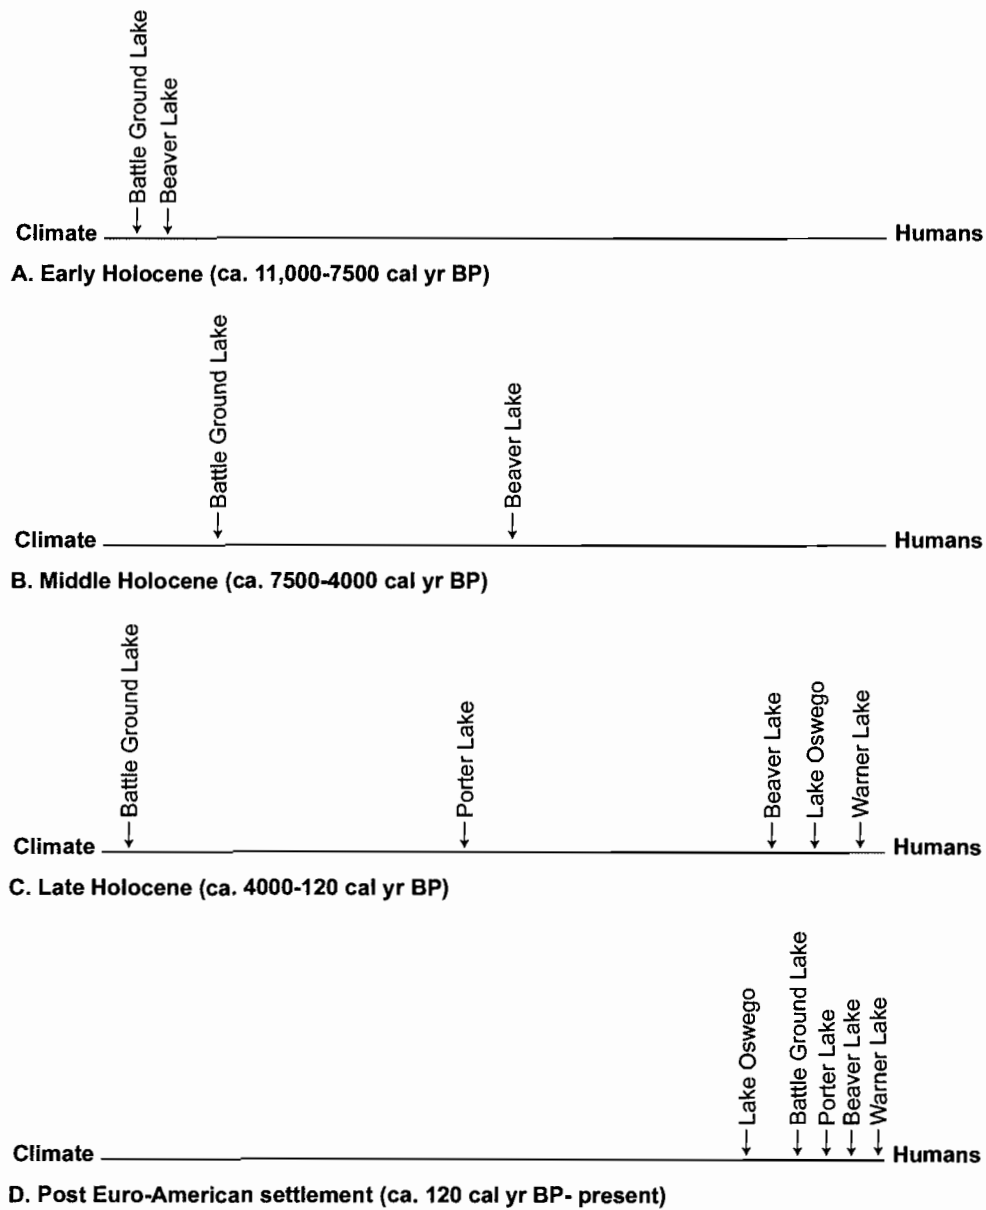 Battle Ground Lake
Beaver Lake
Climate
Humans
A. Early Holocene (ca. 11,000-7500 cal yr BP)
Battle Ground Lake
Beaver Lake
Climate
Humans
B. Middle Holocene (ca. 7500-4000 cal yr BP)
Battle Ground Lake
Porter Lake
Beaver Lake
Lake Oswego
Warner Lake
Climate
Humans
C. Late Holocene (ca. 4000-120 cal yr BP)
Lake Oswego
Battle Ground Lake
Porter Lake
Beaver Lake
Warner Lake
Climate
Humans
D. Post Euro-American settlement (ca. 120 cal yr BP- present)